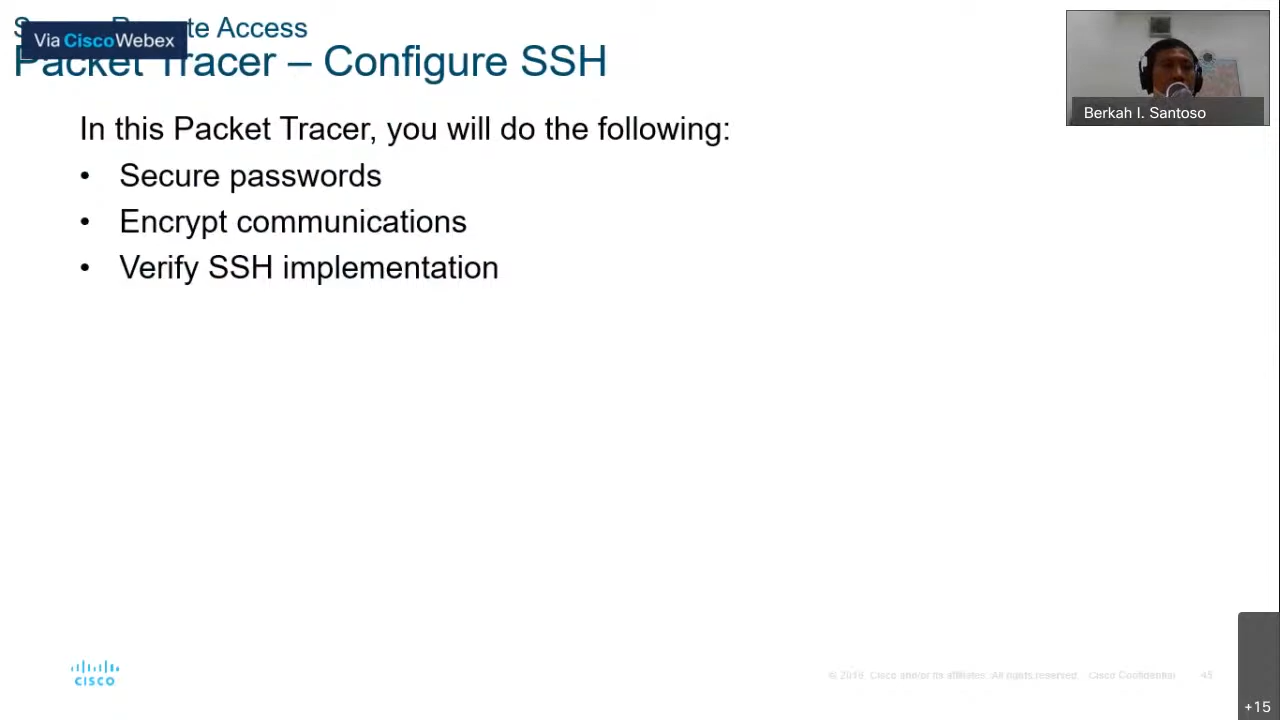 te Access
Via CiscoWebex
Packet Tracer – Configure SSH
In this Packet Tracer, you will do the following:
• Secure passwords
• Encrypt communications
• Verify SSH implementation
Berkah I. Santoso
CISCO
© 2016, Cisco and/or its affiliates. All rights reserved. Cisco Confidential
+15